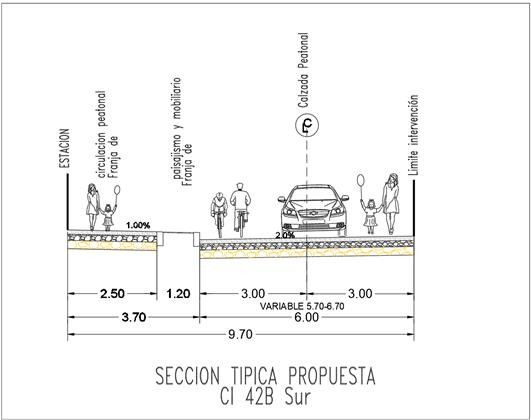 ESTACION
Franja de
circulacion peatonal
Franja de
paisajismo y mobiliario
Calzada Peatonal
Límite intervención
CL
1.00%
2.0%
2.50
1.20
3.00
3.00
VARIABLE 5.70-6.70
3.70
6.00
9.70
SECCION TIPICA PROPUESTA
Cl 42B Sur